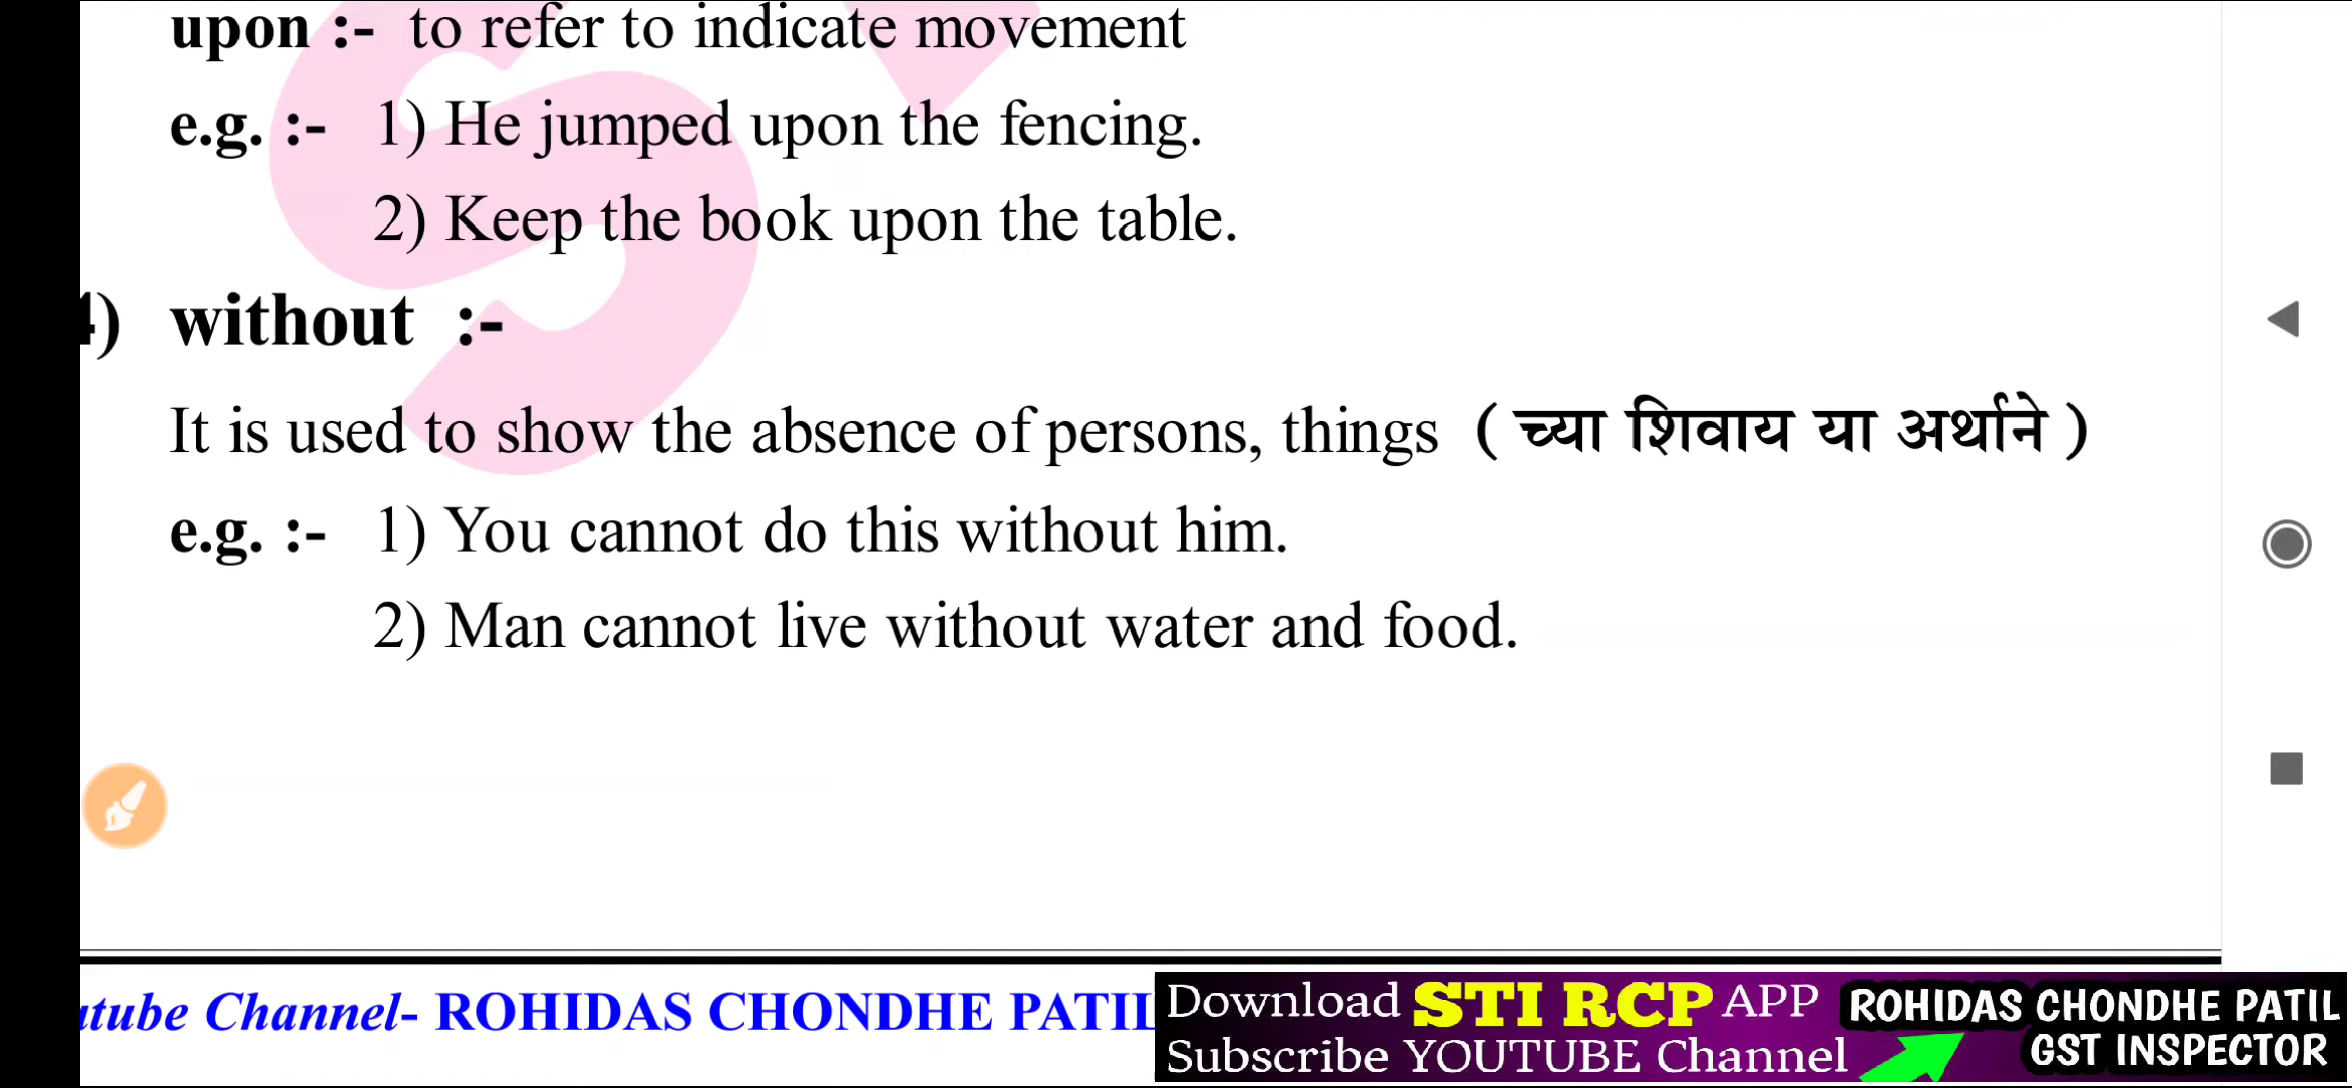 upon :- to refer to indicate movement
e.g. :- 1) He jumped upon the fencing.
2) Keep the book upon the table.
4) without :-
It is used to show the absence of persons, things ( च्या शिवाय या अर्थाने )
e.g. :- 1) You cannot do this without him.
2) Man cannot live without water and food.
utube Channel- ROHIDAS CHONDHE PATIL
Download STI RCP APP
Subscribe YOUTUBE Channel
ROHIDAS CHONDHE PATIL
GST INSPECTOR